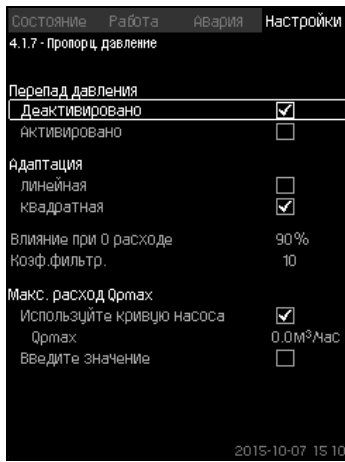 Состояние Работа Авария Настройки
4.1.7 - Пропорц. давление
Перепад давления
Деактивировано
Активировано
Адаптация
линейная
квадратная
Влияние при 0 расходе 90%
Коэф.фильтр. 10
Макс. расход Qpmax
Используйте кривую насоса
Qpmax 0.0м³/час
Введите значение
2015-10-07 15:10